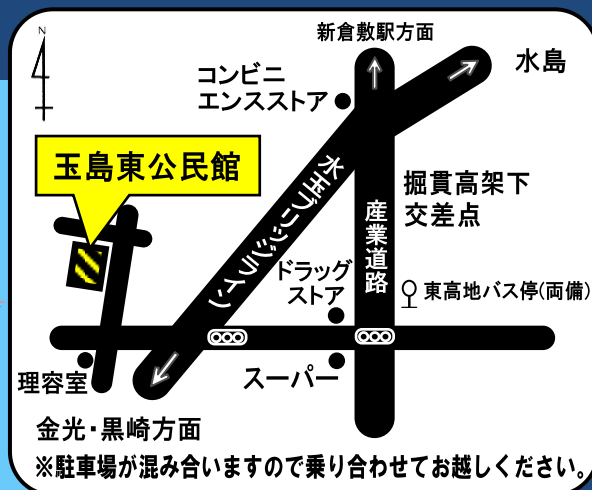 N
新倉敷駅方面
水島
コンビニ
エンスストア
玉島東公民館
水玉ブリッジライン
産業道路
掘貫高架下
交差点
ドラッグ
ストア
東高地バス停(両備)
理容室
スーパー
金光・黒崎方面
※駐車場が混み合いますので乗り合わせてお越しください。